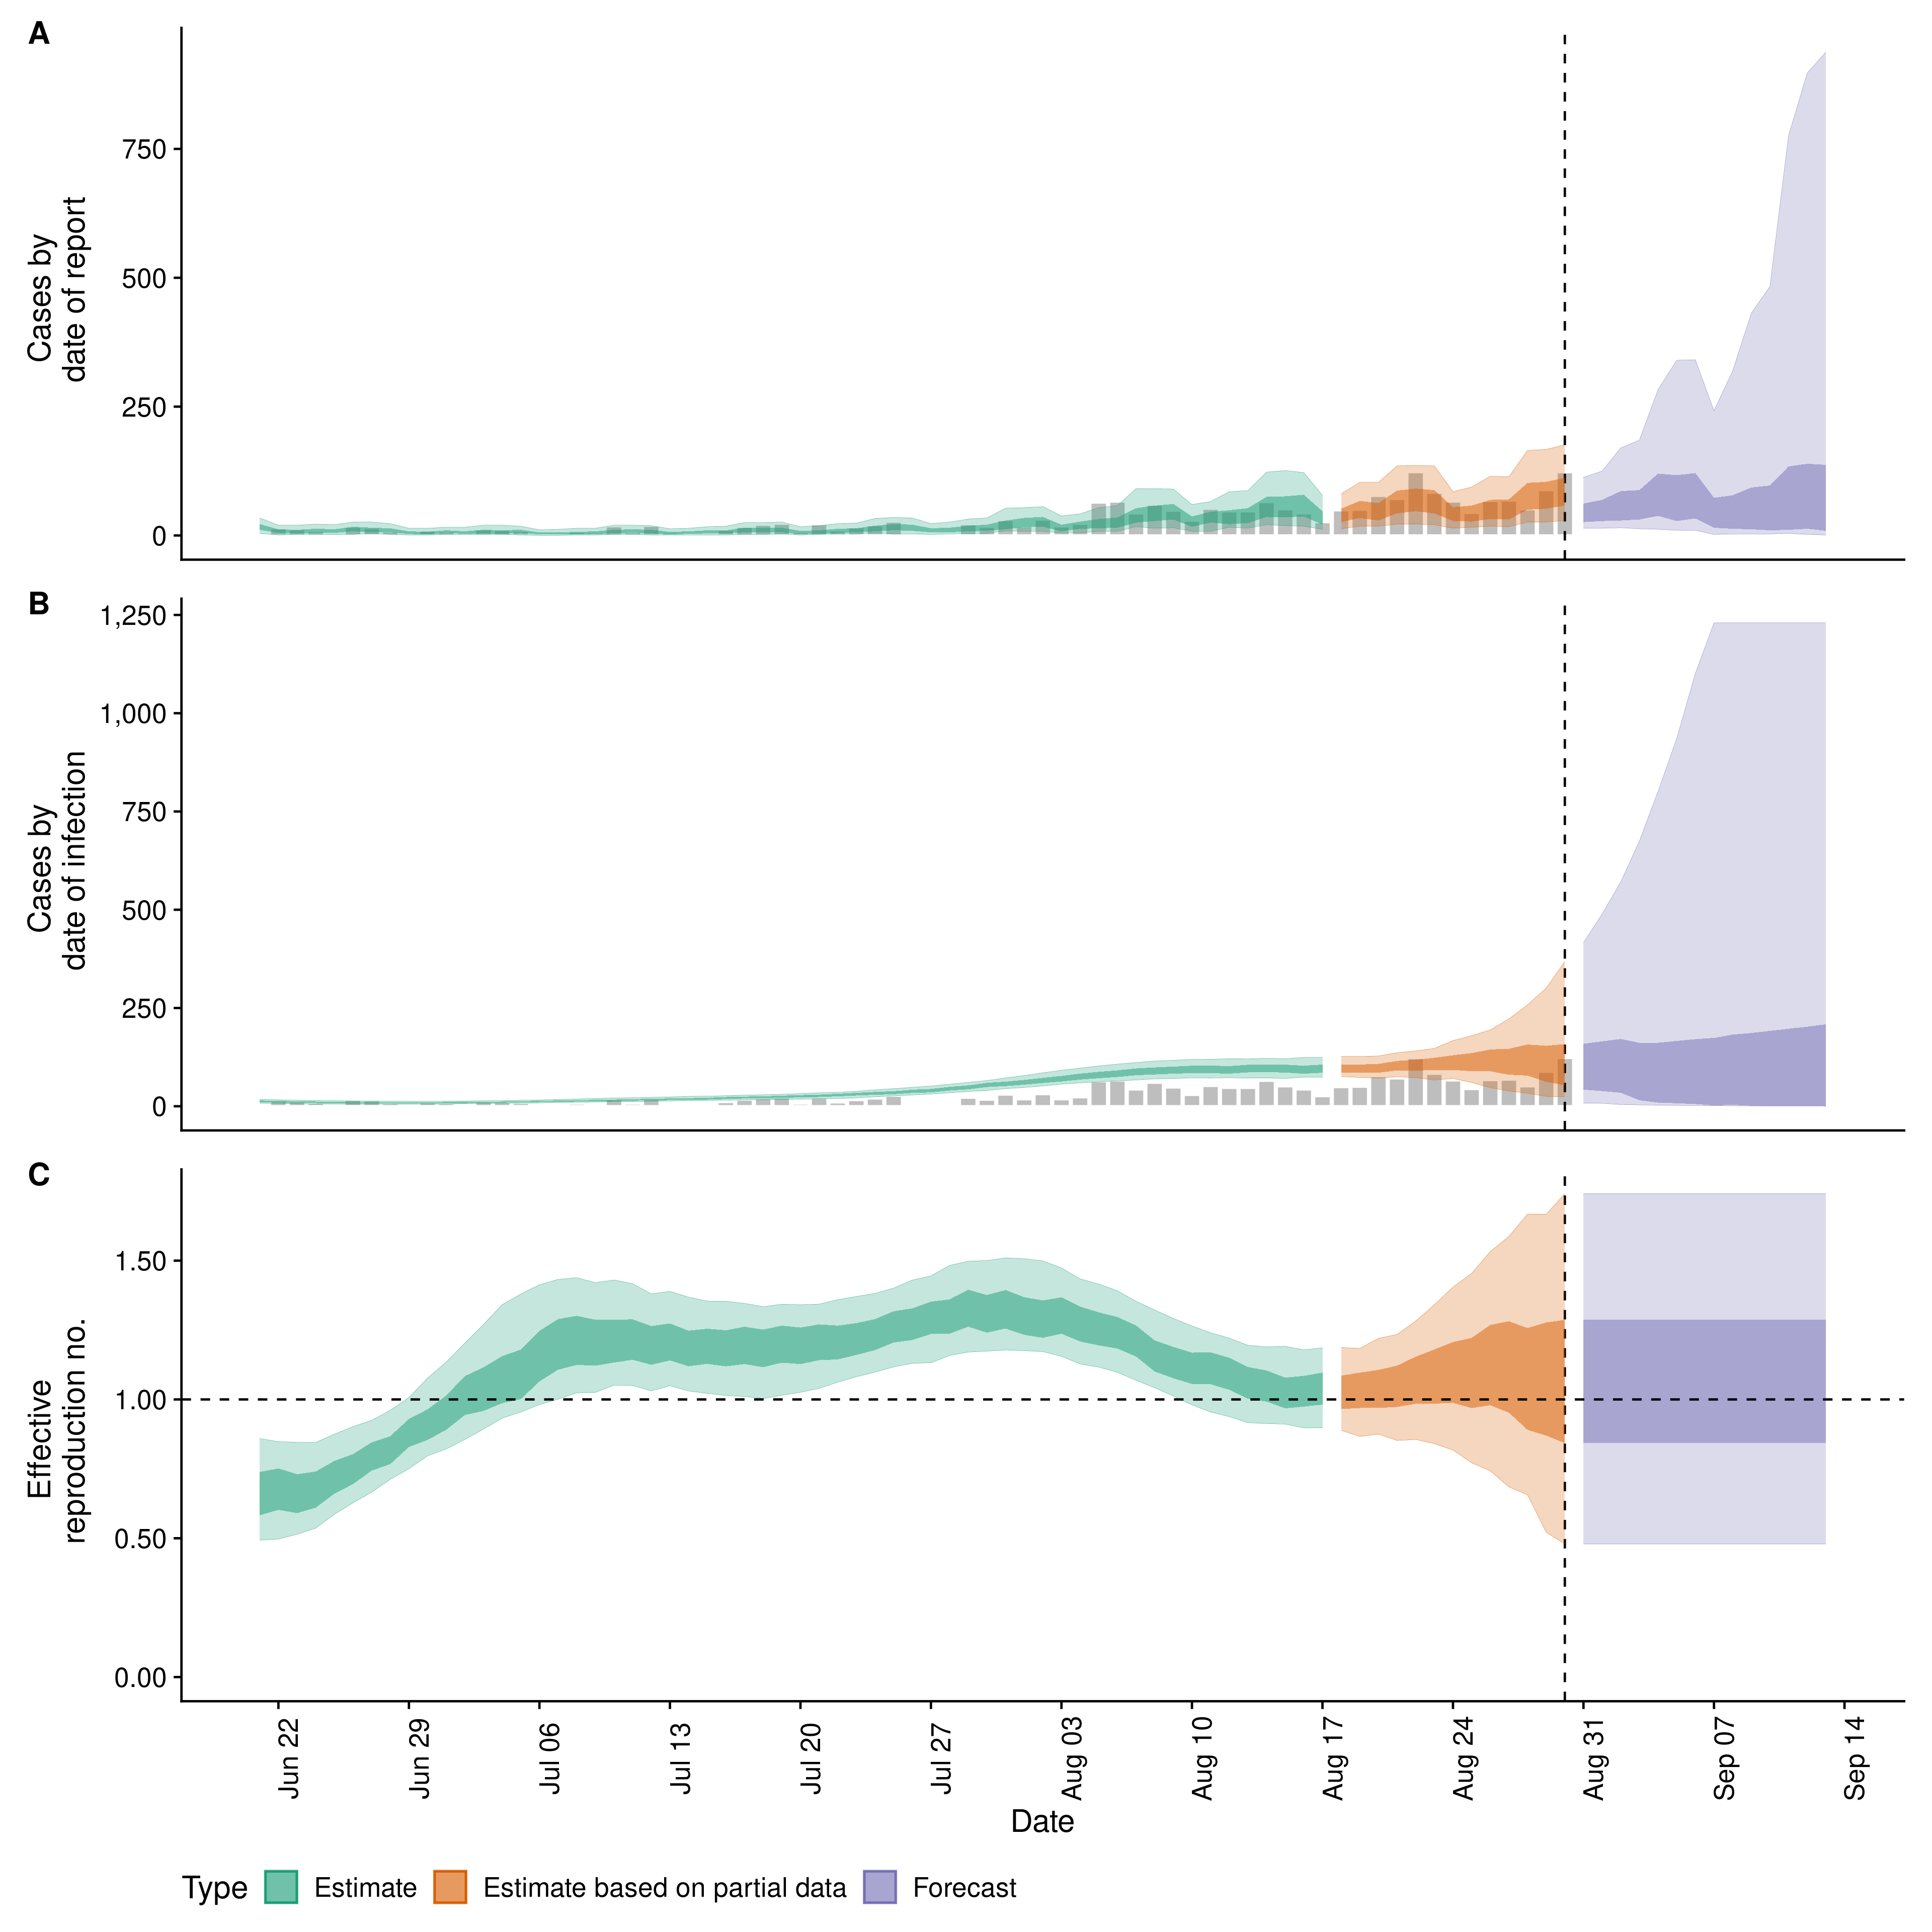 A
Cases by
date of report
750
500
250
0
B
Cases by
date of infection
1,250
1,000
750
500
250
0
C
Effective
reproduction no.
1.50
1.00
0.50
0.00
Jun 22
Jun 29
Jul 06
Jul 13
Jul 20
Jul 27
Aug 03
Aug 10
Aug 17
Aug 24
Aug 31
Sep 07
Sep 14
Date
Type Estimate Estimate based on partial data Forecast